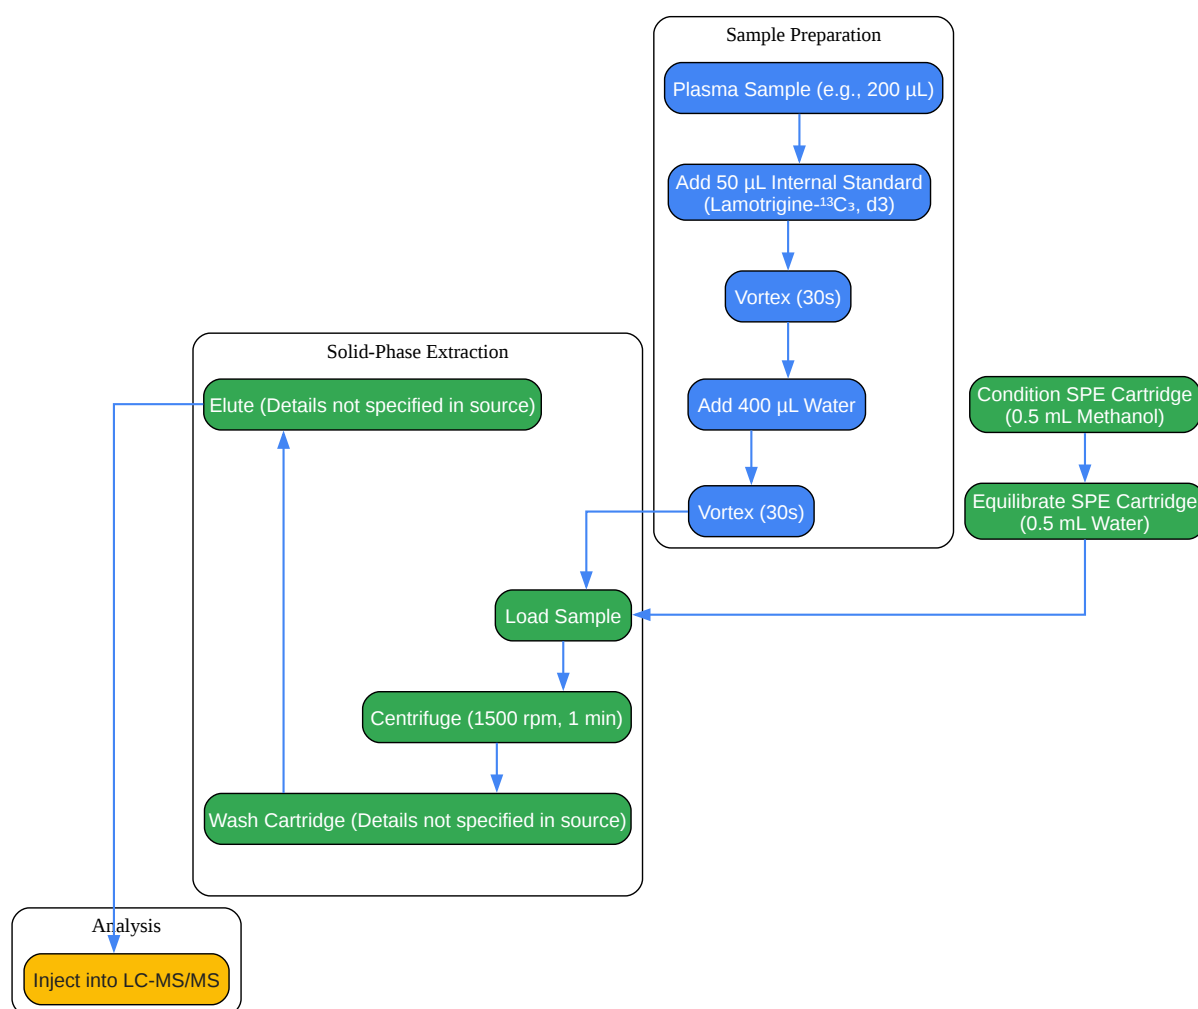 Sample Preparation
Plasma Sample (e.g., 200 µL)
Add 50 µL Internal Standard
(Lamotrigine-¹³C₃, d3)
Vortex (30s)
Add 400 µL Water
Vortex (30s)
Condition SPE Cartridge
(0.5 mL Methanol)
Equilibrate SPE Cartridge
(0.5 mL Water)
Solid-Phase Extraction
Elute (Details not specified in source)
Load Sample
Centrifuge (1500 rpm, 1 min)
Wash Cartridge (Details not specified in source)
Analysis
Inject into LC-MS/MS